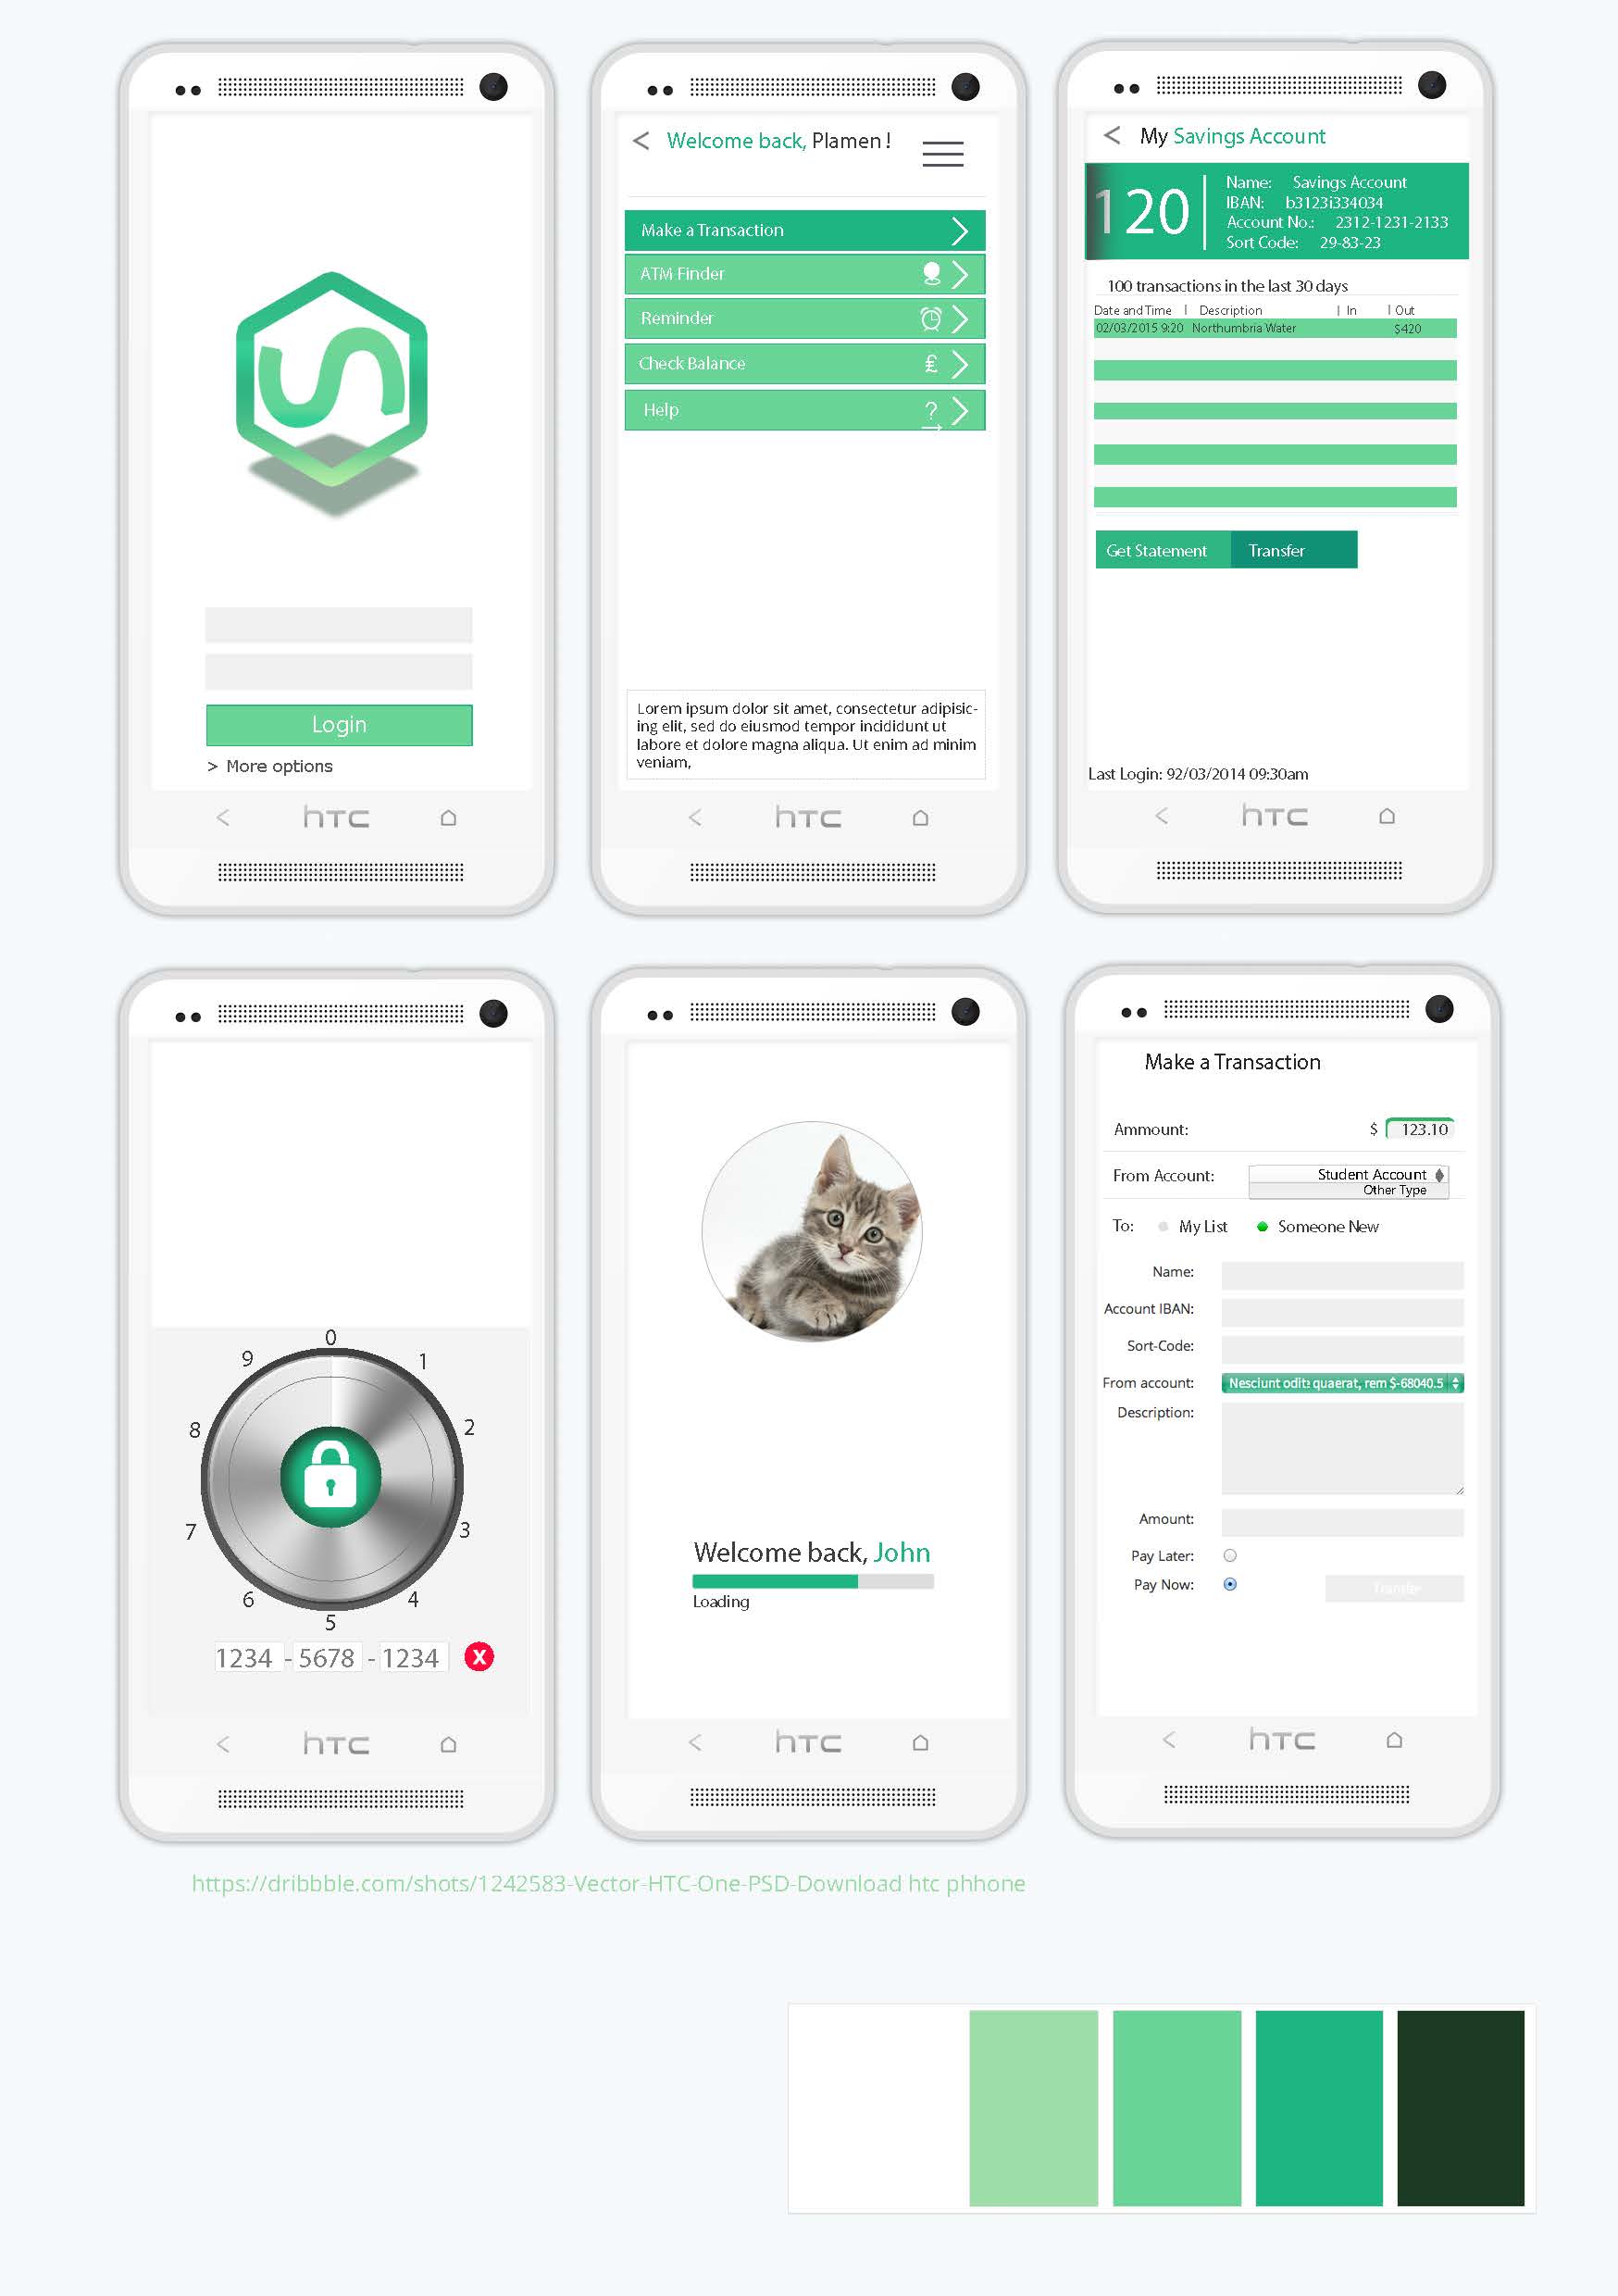 Login
> More options
hTC
< Welcome back, Plamen !
Make a Transaction
ATM Finder
Reminder
Check Balance £
Help ?
Lorem ipsum dolor sit amet, consectetur adipisic-
ing elit, sed do eiusmod tempor incididunt ut
labore et dolore magna aliqua. Ut enim ad minim
veniam,
hTC
< My Savings Account
120
Name: Savings Account
IBAN: b3123i334034
Account No.: 2312-1231-2133
Sort Code: 29-83-23
100 transactions in the last 30 days
Date and Time | Description | In | Out
02/03/2015 9:20 Northumbria Water $420
Get Statement Transfer
Last Login: 92/03/2014 09:30am
hTC
0
1
2
3
4
5
6
7
8
9
1234 - 5678 - 1234 X
hTC
Welcome back, John
Loading
hTC
Make a Transaction
Ammount: $ 123.10
From Account: Student Account
Other Type
To: My List Someone New
Name:
Account IBAN:
Sort-Code:
From account: Nesciunt odit: quaerat, rem $-68040.5
Description:
Amount:
Pay Later:
Pay Now: Transfer
hTC
https://dribbble.com/shots/1242583-Vector-HTC-One-PSD-Download htc phhone